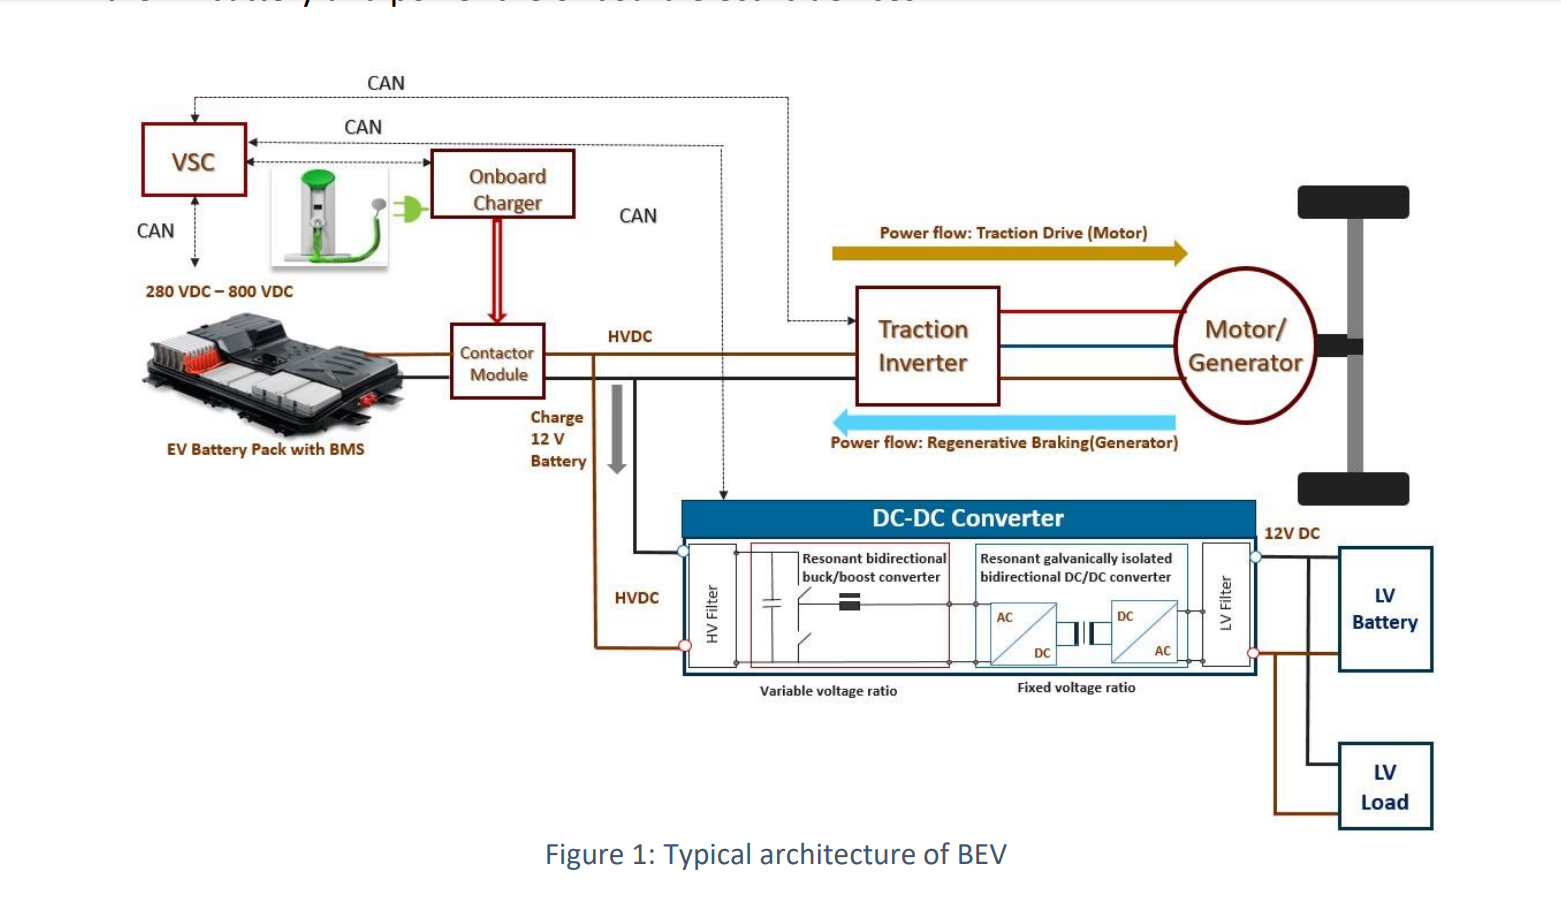 CAN
CAN
VSC
Onboard
Charger
CAN
CAN
Power flow: Traction Drive (Motor)
280 VDC – 800 VDC
HVDC
Contactor
Module
Traction
Inverter
Motor/
Generator
Charge
12 V
Battery
EV Battery Pack with BMS
Power flow: Regenerative Braking(Generator)
DC-DC Converter
12V DC
Resonant bidirectional
buck/boost converter
Resonant galvanically isolated
bidirectional DC/DC converter
HVDC
HV Filter
AC
DC
DC
AC
LV Filter
LV
Battery
Variable voltage ratio
Fixed voltage ratio
LV
Load
Figure 1: Typical architecture of BEV